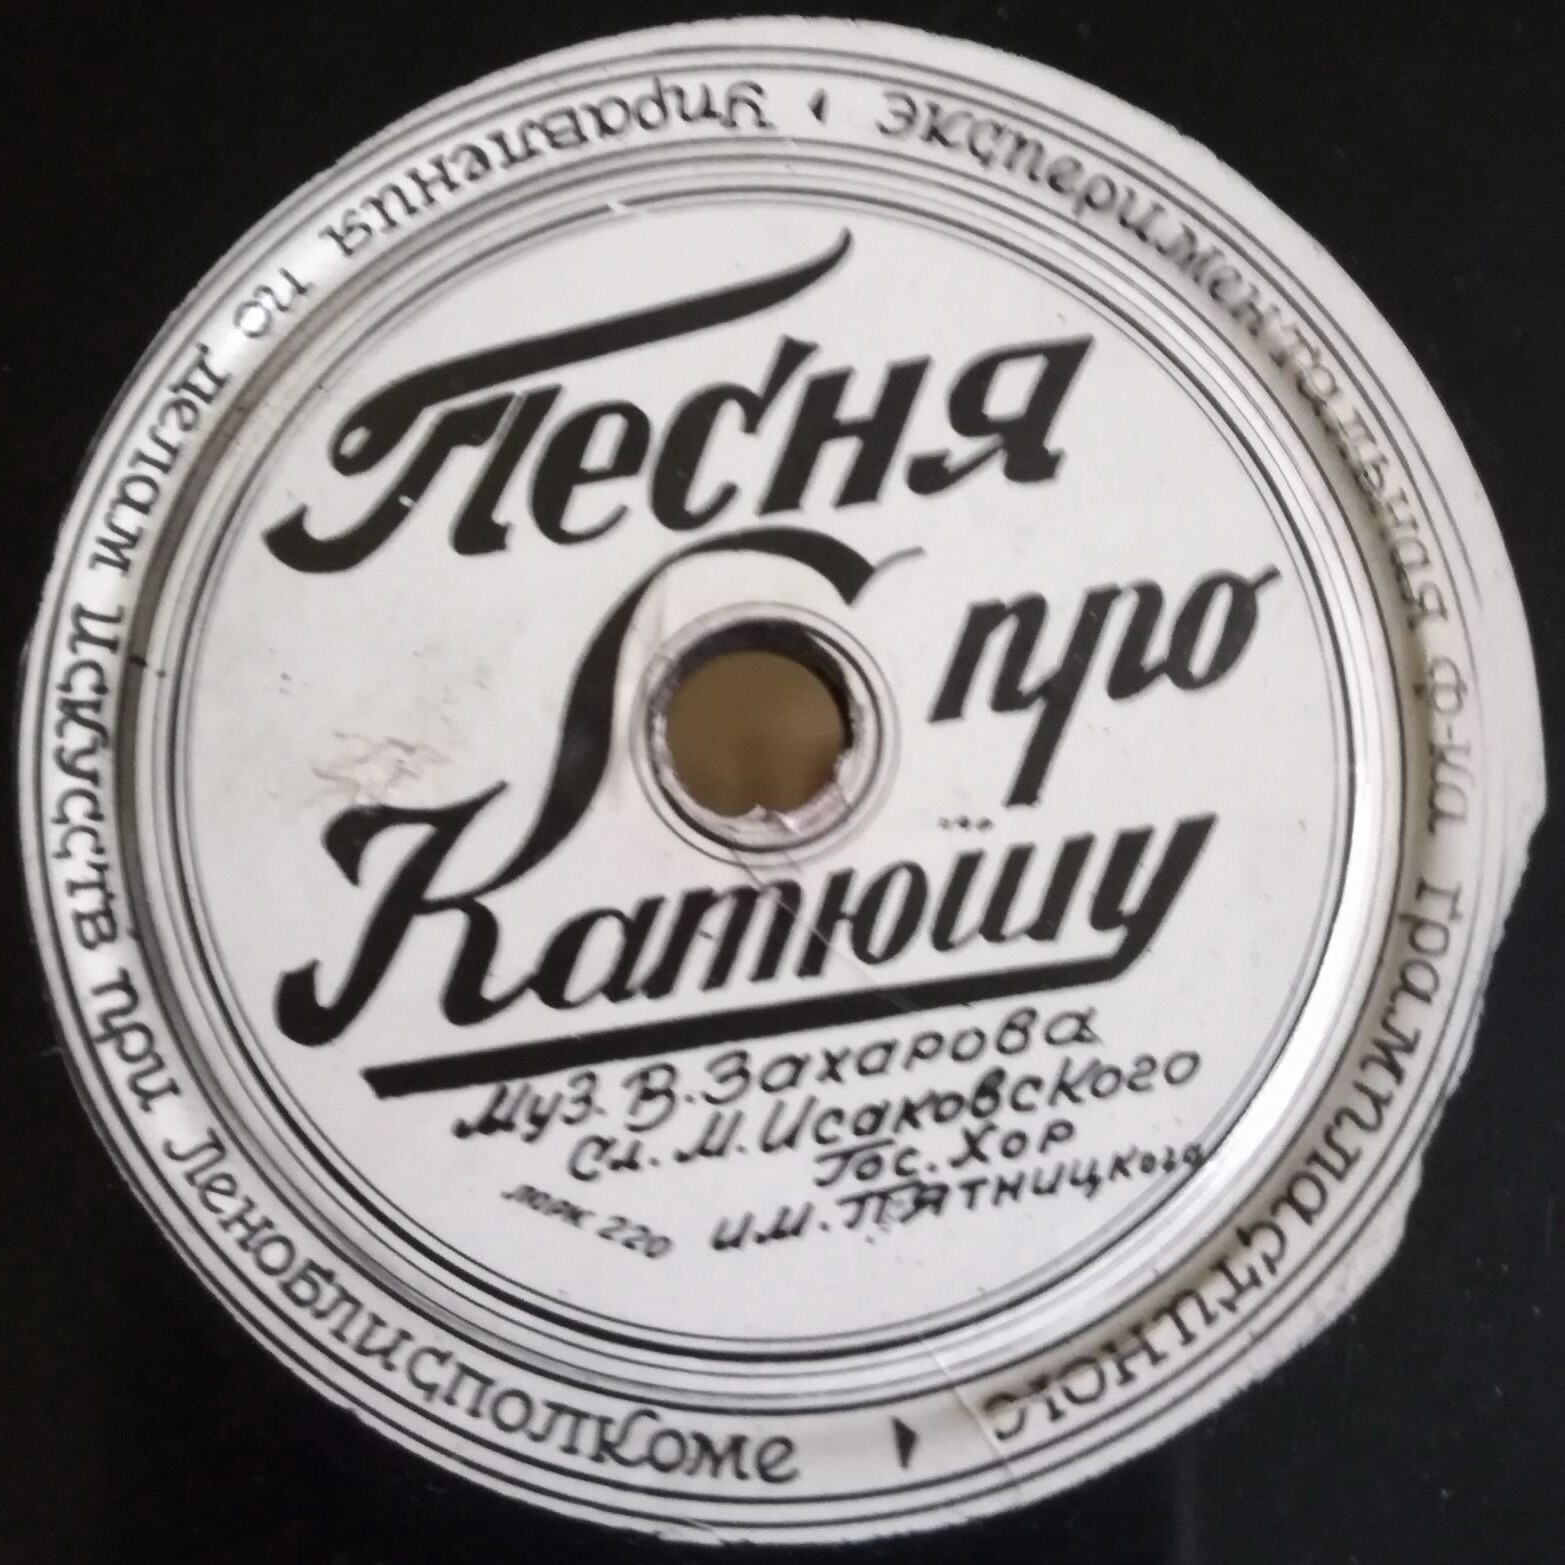 Песня
про
Катюшу
Муз. В. Захарова
Сл. М. Исаковского
Гос. Хор
им. Пятницкого
ЛОРК 220
Экспериментальная ф-ка Грампластинок
Управления по делам Искусств при Леноблисполкоме